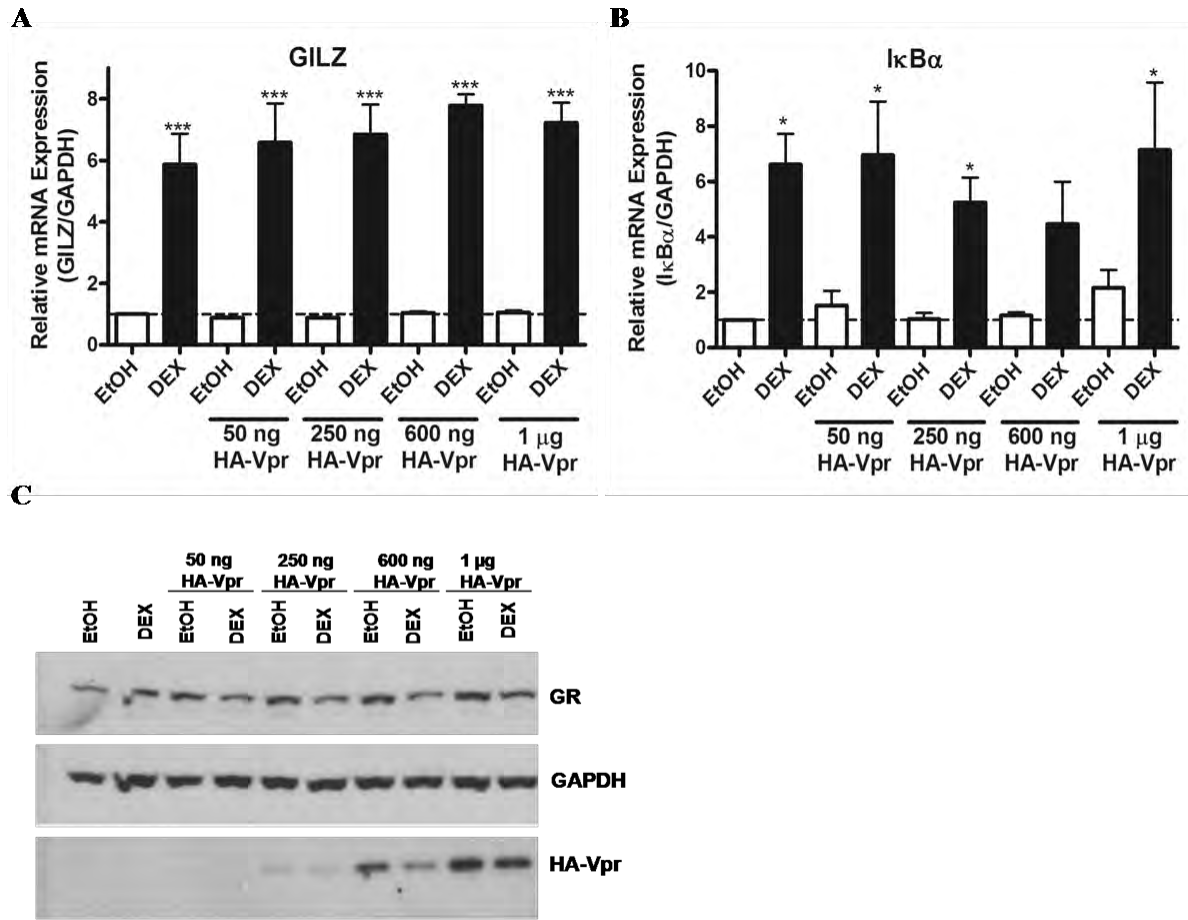 A
GILZ
Relative mRNA Expression
(GILZ/GAPDH)
8
6
4
2
0
***
***
***
***
***
EtOH
DEX
EtOH
DEX
EtOH
DEX
EtOH
DEX
EtOH
DEX
50 ng
HA-Vpr
250 ng
HA-Vpr
600 ng
HA-Vpr
1 μg
HA-Vpr
B
IκBα
Relative mRNA Expression
(IκBα/GAPDH)
10
8
6
4
2
0
*
*
*
*
EtOH
DEX
EtOH
DEX
EtOH
DEX
EtOH
DEX
EtOH
DEX
50 ng
HA-Vpr
250 ng
HA-Vpr
600 ng
HA-Vpr
1 μg
HA-Vpr
C
50 ng
HA-Vpr
250 ng
HA-Vpr
600 ng
HA-Vpr
1 μg
HA-Vpr
EtOH
DEX
EtOH
DEX
EtOH
DEX
EtOH
DEX
EtOH
DEX
GR
GAPDH
HA-Vpr